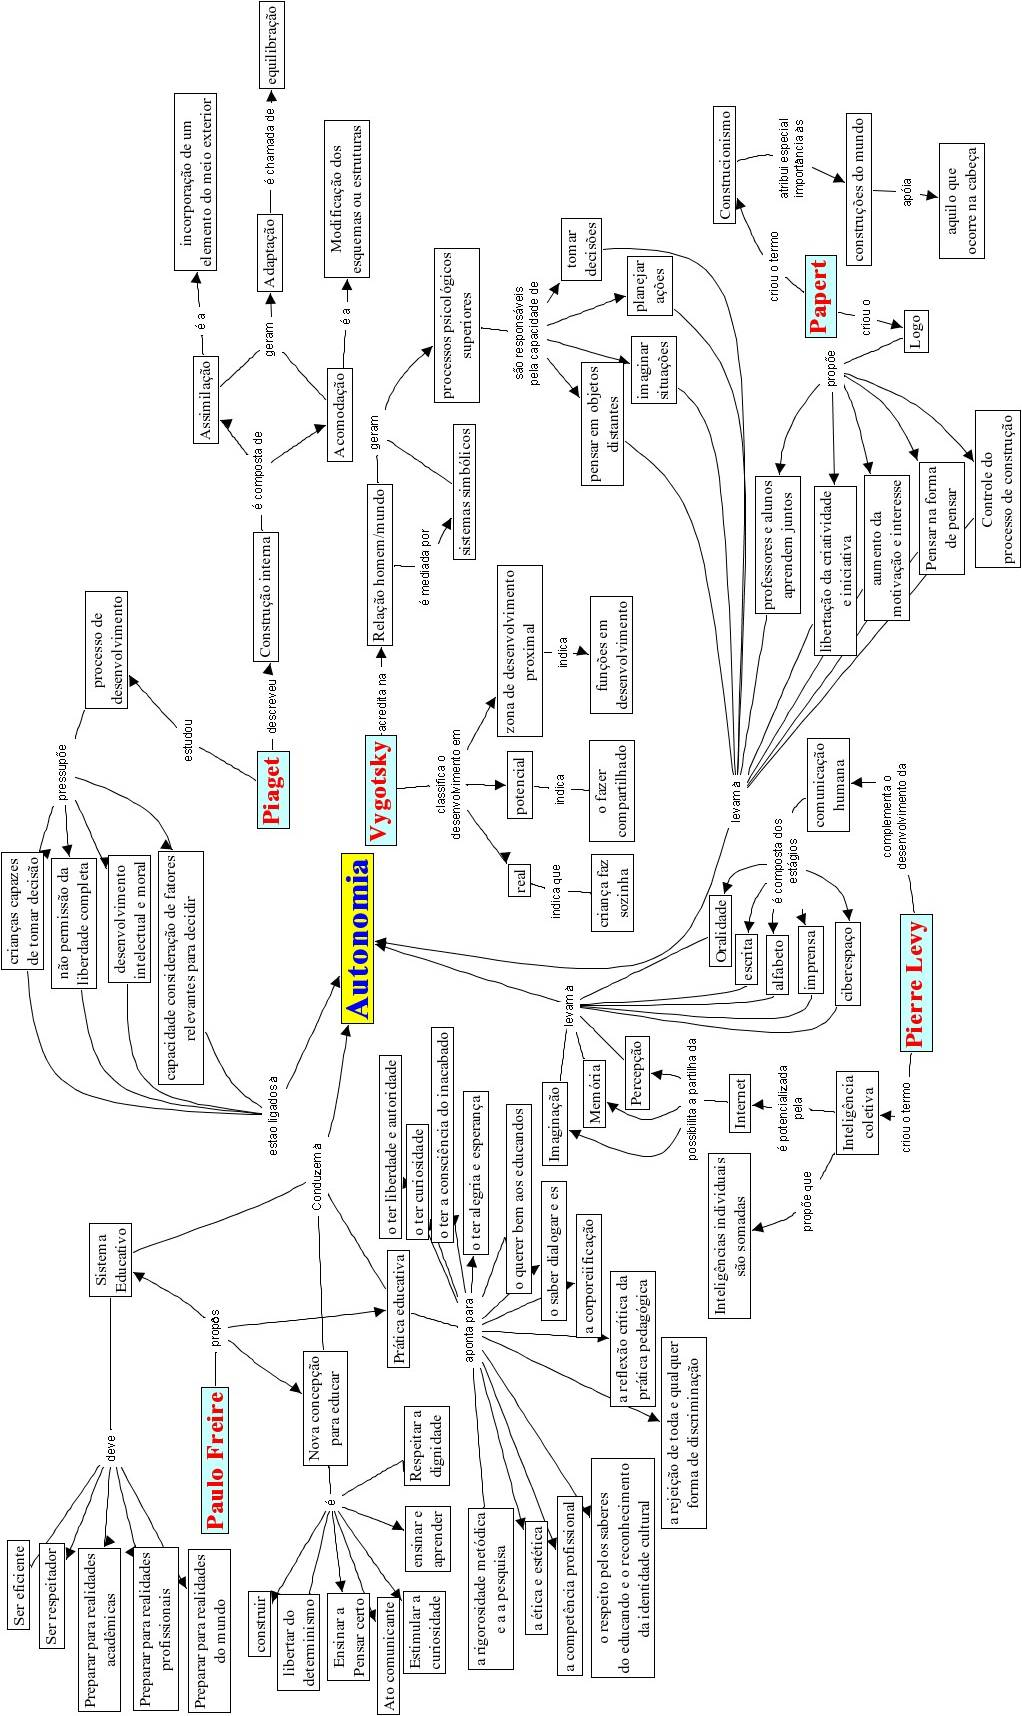 Ser eficiente
Ser respeitador
Preparar para realidades
acadêmicas
Preparar para realidades
profissionais
Preparar para realidades
do mundo
deve
Sistema
Educativo
Paulo Freire
propôs
Nova concepção
para educar
Prática educativa
Conduzem à
é
construir
libertar do
determinismo
Ensinar a
Pensar certo
Ato comunicante
Estimular a
curiosidade
ensinar e
aprender
Respeitar a
dignidade
aponta para
o ter liberdade e autoridade
o ter curiosidade
o ter a consciência do inacabado
o ter alegria e esperança
o querer bem aos educandos
o saber dialogar e es
a corporeiificação
a reflexão critica da
prática pedagógica
a rejeição de toda e qualquer
forma de discriminação
a rigorosidade metódica
e a a pesquisa
a ética e estética
a competência profissional
o respeito pelos saberes
do educando e o reconhecimento
da identidade cultural
crianças capazes
de tomar decisão
não permissão da
liberdade completa
desenvolvimento
intelectual e moral
capacidade consideração de fatores
relevantes para decidir
estao ligados à
pressupõe
processo de
desenvolvimento
estudou
Piaget
descreveu
Construção interna
é composta de
Assimilação
é a
incorporação de um
elemento do meio exterior
geram
Adaptação
é chamada de
equilibração
Acomodação
é a
Modificação dos
esquemas ou estruturas
Autonomia
Vygotsky
acredita na
Relação homem/mundo
é mediada por
sistemas simbólicos
geram
processos psicológicos
superiores
são responsáveis
pela capacidade de
tomar
decisões
planejar
ações
imaginar
situações
pensar em objetos
distantes
classifica o
desenvolvimento em
real
indica que
criança faz
sozinha
potencial
indica
o fazer
compartilhado
zona de desenvolvimento
proximal
indica
funções em
desenvolvimento
levam à
Papert
criou o termo
Construcionismo
atribui especial
importância às
construções do mundo
apóia
aquilo que
ocorre na cabeça
criou o
Logo
propõe
professores e alunos
aprendem juntos
libertação da criatividade
e iniciativa
aumento da
motivação e interesse
Pensar na forma
de pensar
Controle do
processo de construção
Pierre Levy
complementa o
desenvolvimento da
comunicação
humana
é composta dos
estágios
Oralidade
escrita
alfabeto
imprensa
ciberespaço
levam à
criou o termo
Inteligência
coletiva
é potencializada
pela
Internet
possibilita a partilha da
Imaginação
Memória
Percepção
propõe que
Inteligências individuais
são somadas